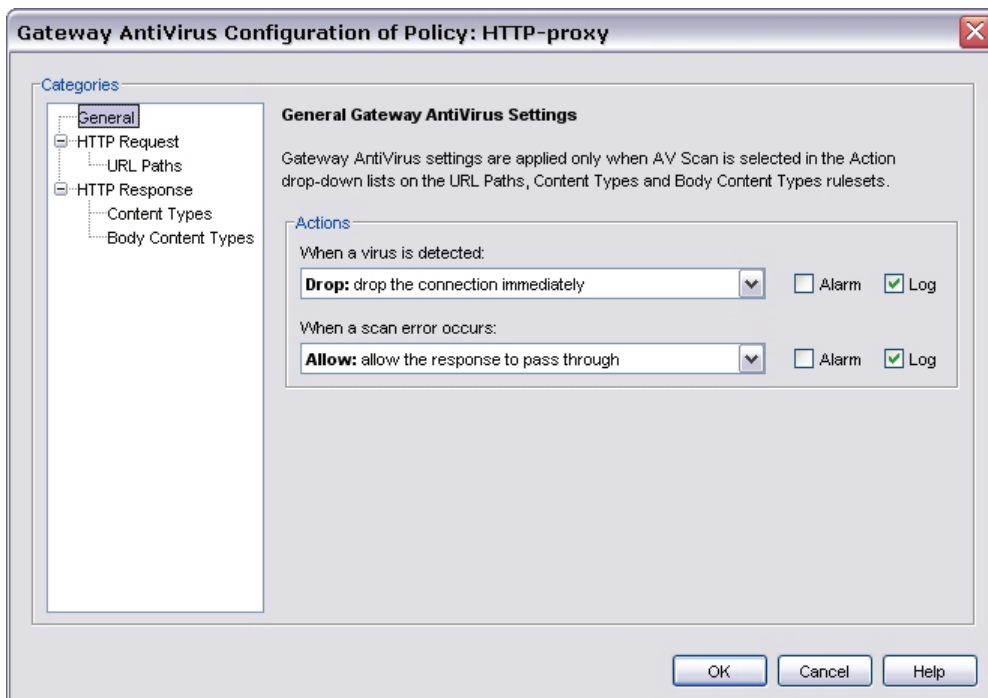 Gateway AntiVirus Configuration of Policy: HTTP-proxy
Categories
General
HTTP Request
URL Paths
HTTP Response
Content Types
Body Content Types
General Gateway AntiVirus Settings
Gateway AntiVirus settings are applied only when AV Scan is selected in the Action
drop-down lists on the URL Paths, Content Types and Body Content Types rulesets.
Actions
When a virus is detected:
Drop: drop the connection immediately
Alarm
Log
When a scan error occurs:
Allow: allow the response to pass through
Alarm
Log
OK
Cancel
Help